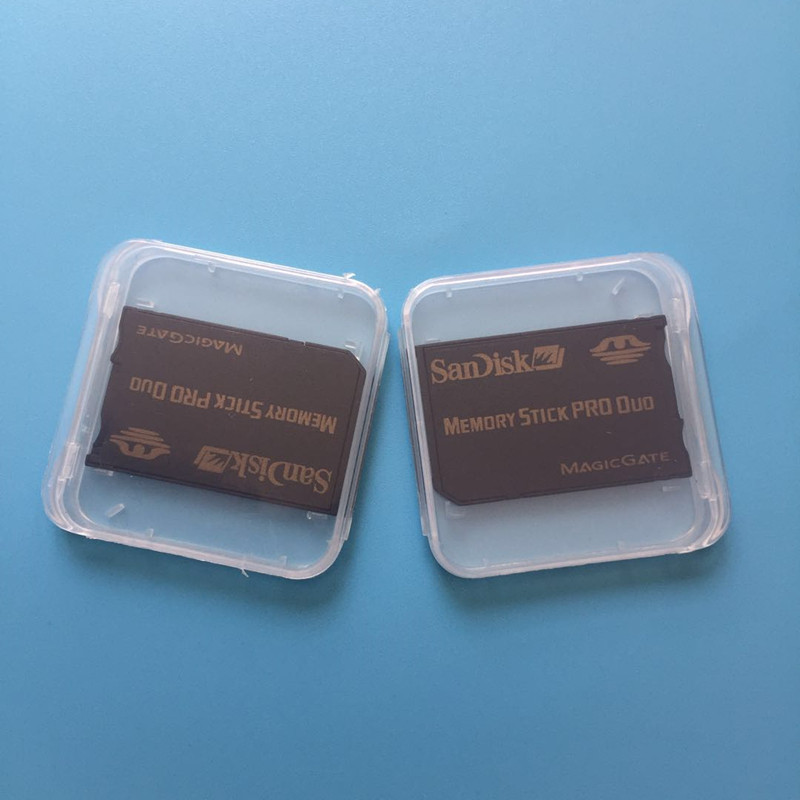 MAGICGATE
MEMORY STICK PRO DUO
SanDisk
SanDisk
MEMORY STICK PRO DUO
MAGICGATE